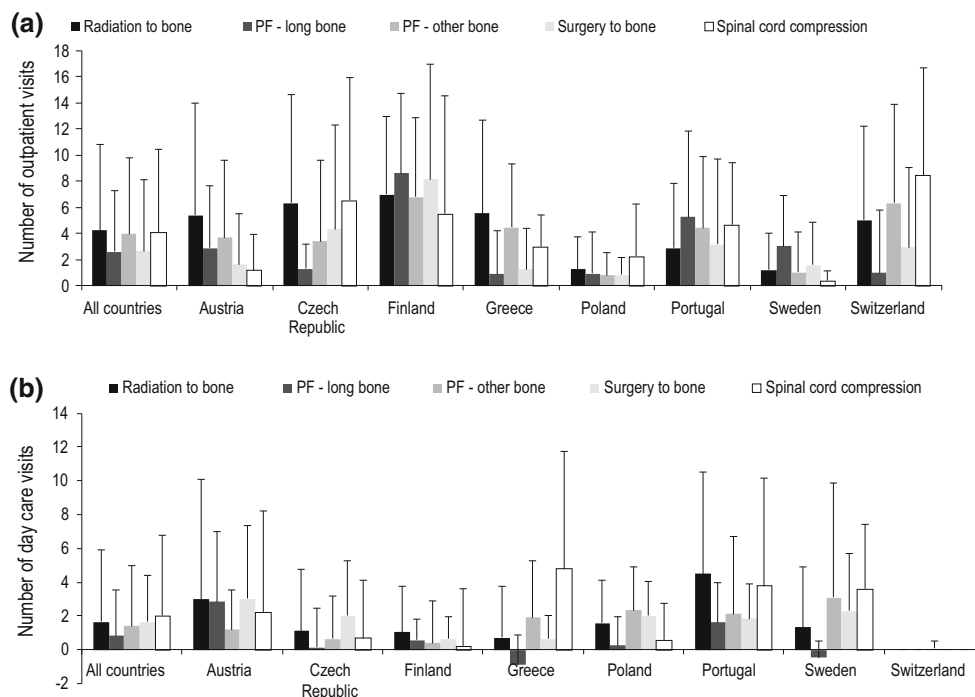 (a)
Radiation to bone PF - long bone PF - other bone Surgery to bone Spinal cord compression
Number of outpatient visits
18
16
14
12
10
8
6
4
2
0
All countries Austria Czech Republic Finland Greece Poland Portugal Sweden Switzerland
(b)
Radiation to bone PF - long bone PF - other bone Surgery to bone Spinal cord compression
Number of day care visits
14
12
10
8
6
4
2
0
-2
All countries Austria Czech Republic Finland Greece Poland Portugal Sweden Switzerland